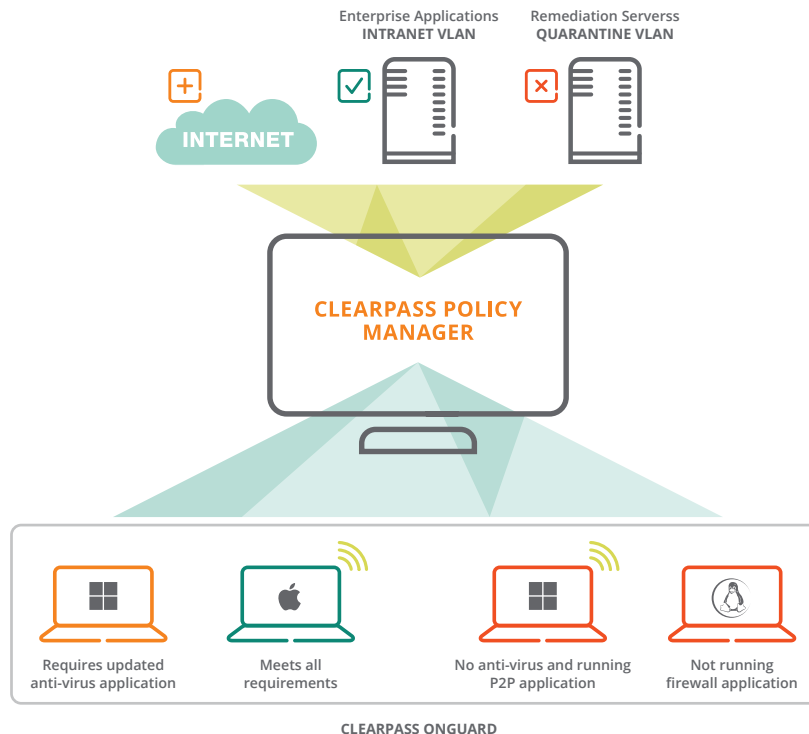 Enterprise Applications
INTRANET VLAN
Remediation Serverss
QUARANTINE VLAN
INTERNET
CLEARPASS POLICY
MANAGER
Requires updated
anti-virus application
Meets all
requirements
No anti-virus and running
P2P application
Not running
firewall application
CLEARPASS ONGUARD